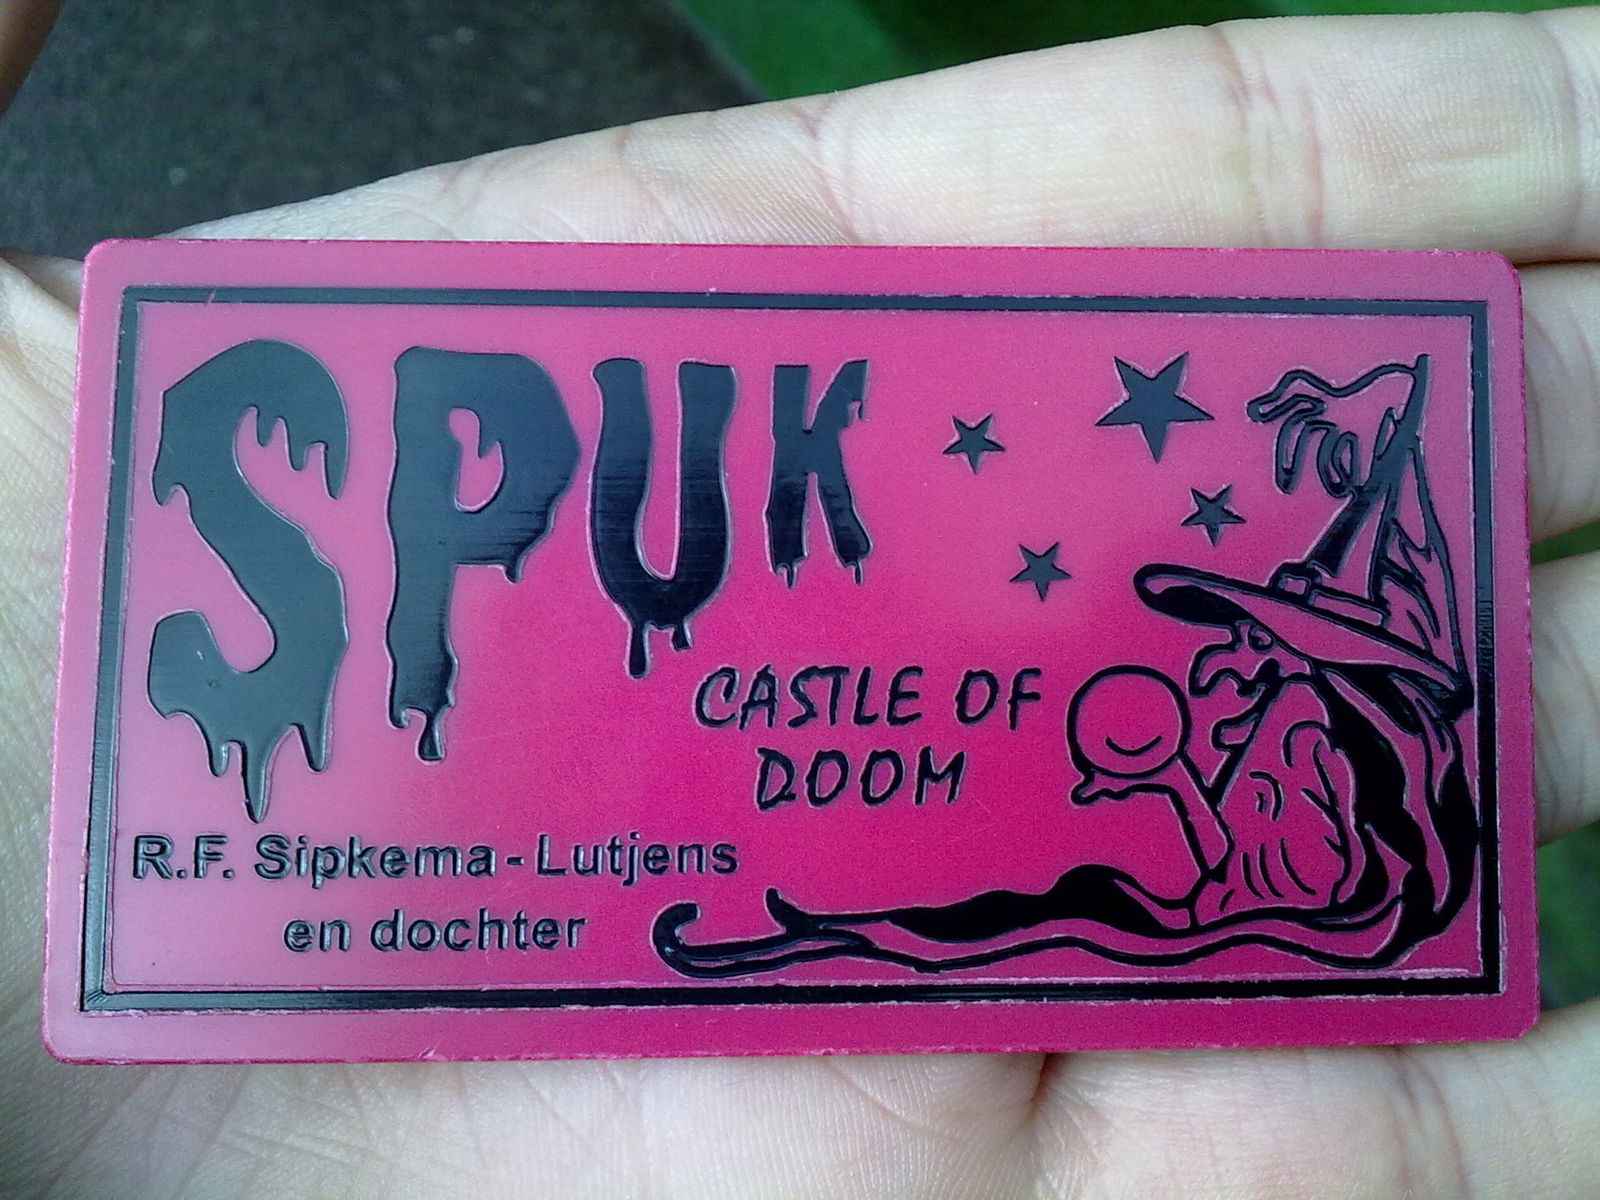 SPUK
CASTLE OF
DOOM
R.F. Sipkema-Lutjens
en dochter